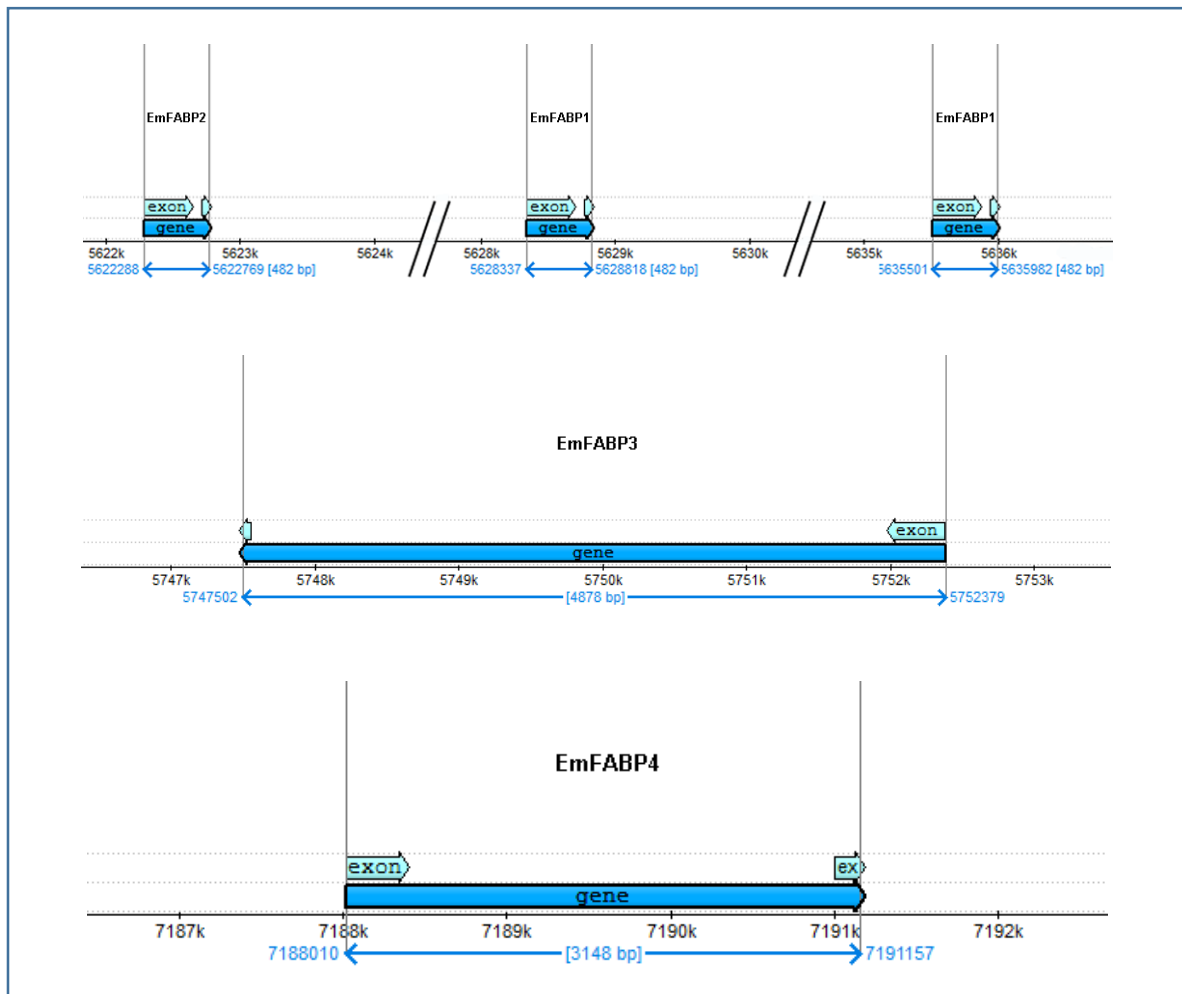 EmFABP2 EmFABP1 EmFABP1
exon exon exon
gene gene gene
5622k 5623k 5624k 5628k 5629k 5630k 5635k 5636k
5622288 5622769 [482 bp] 5628337 5628818 [482 bp] 5635501 5635982 [482 bp]
EmFABP3
exon
gene
5747k 5748k 5749k 5750k 5751k 5752k 5753k
5747502 [4878 bp] 5752379
EmFABP4
exon ex
gene
7187k 7188k 7189k 7190k 7191k 7192k
7188010 [3148 bp] 7191157